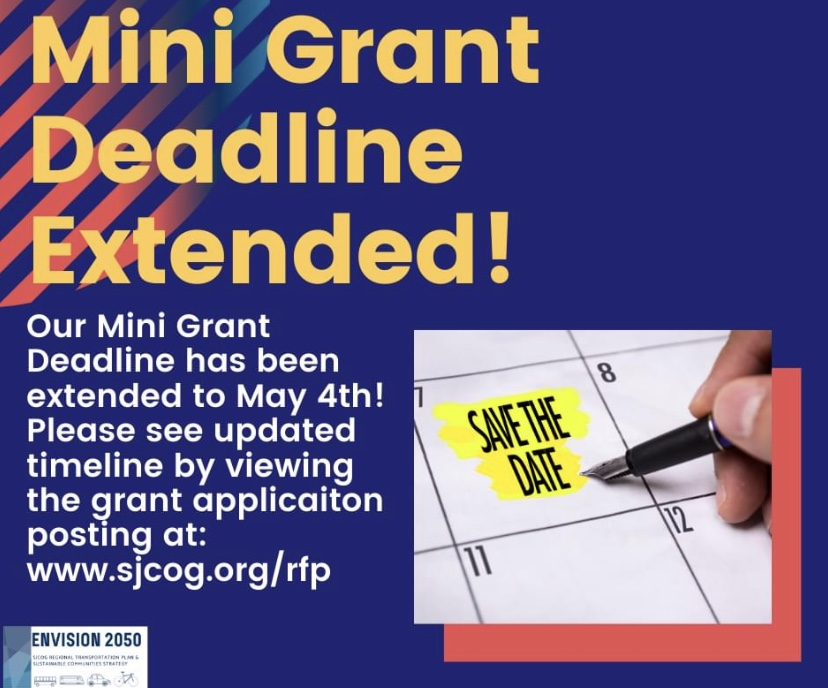 Mini Grant
Deadline
Extended!
Our Mini Grant
Deadline has been
extended to May 4th!
Please see updated
timeline by viewing
the grant applicaiton
posting at:
www.sjcog.org/rfp
7
8
SAVE THE
DATE
11
12
ENVISION 2050
SJCOG REGIONAL TRANSPORTATION PLAN &
SUSTAINABLE COMMUNITIES STRATEGY